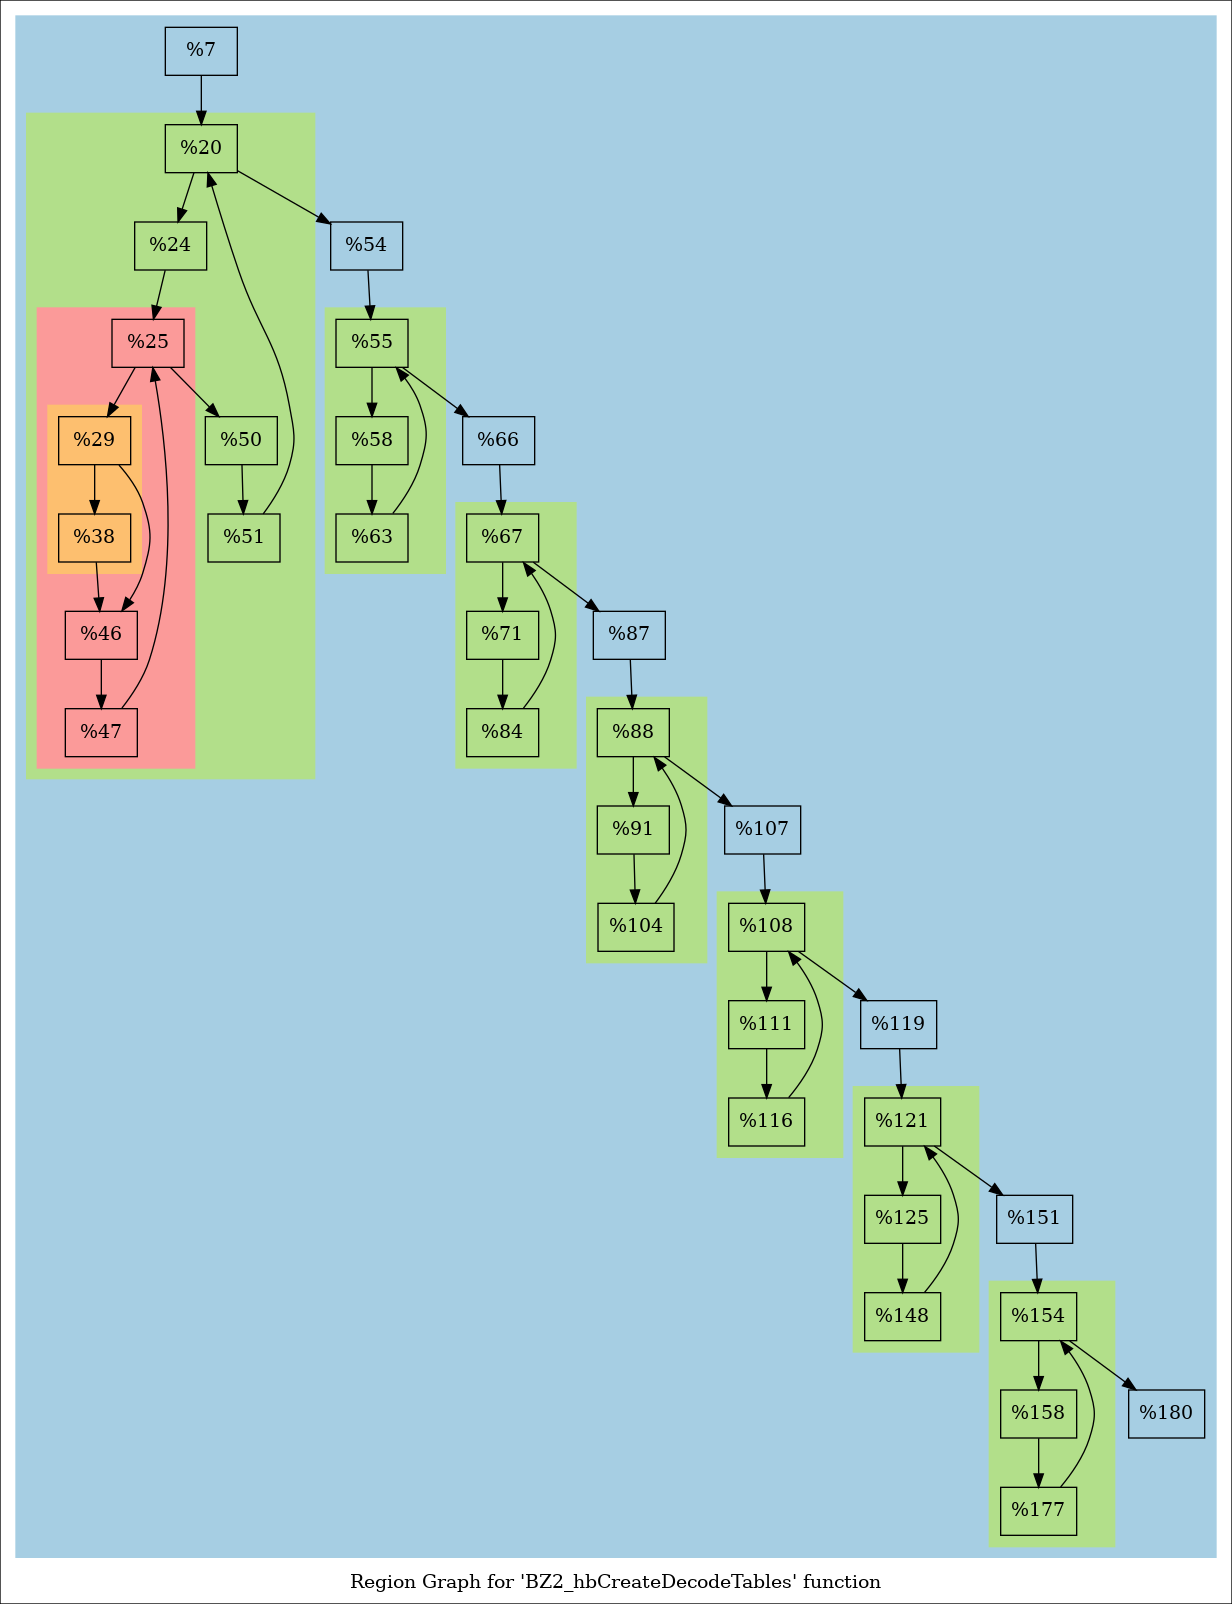 %7
%20
%24 %54
%25 %55
%29 %50 %58 %66
%38 %51 %63 %67
%46 %71 %87
%47 %84 %88
%91 %107
%104 %108
%111 %119
%116 %121
%125 %151
%148 %154
%158 %180
%177
Region Graph for 'BZ2_hbCreateDecodeTables' function